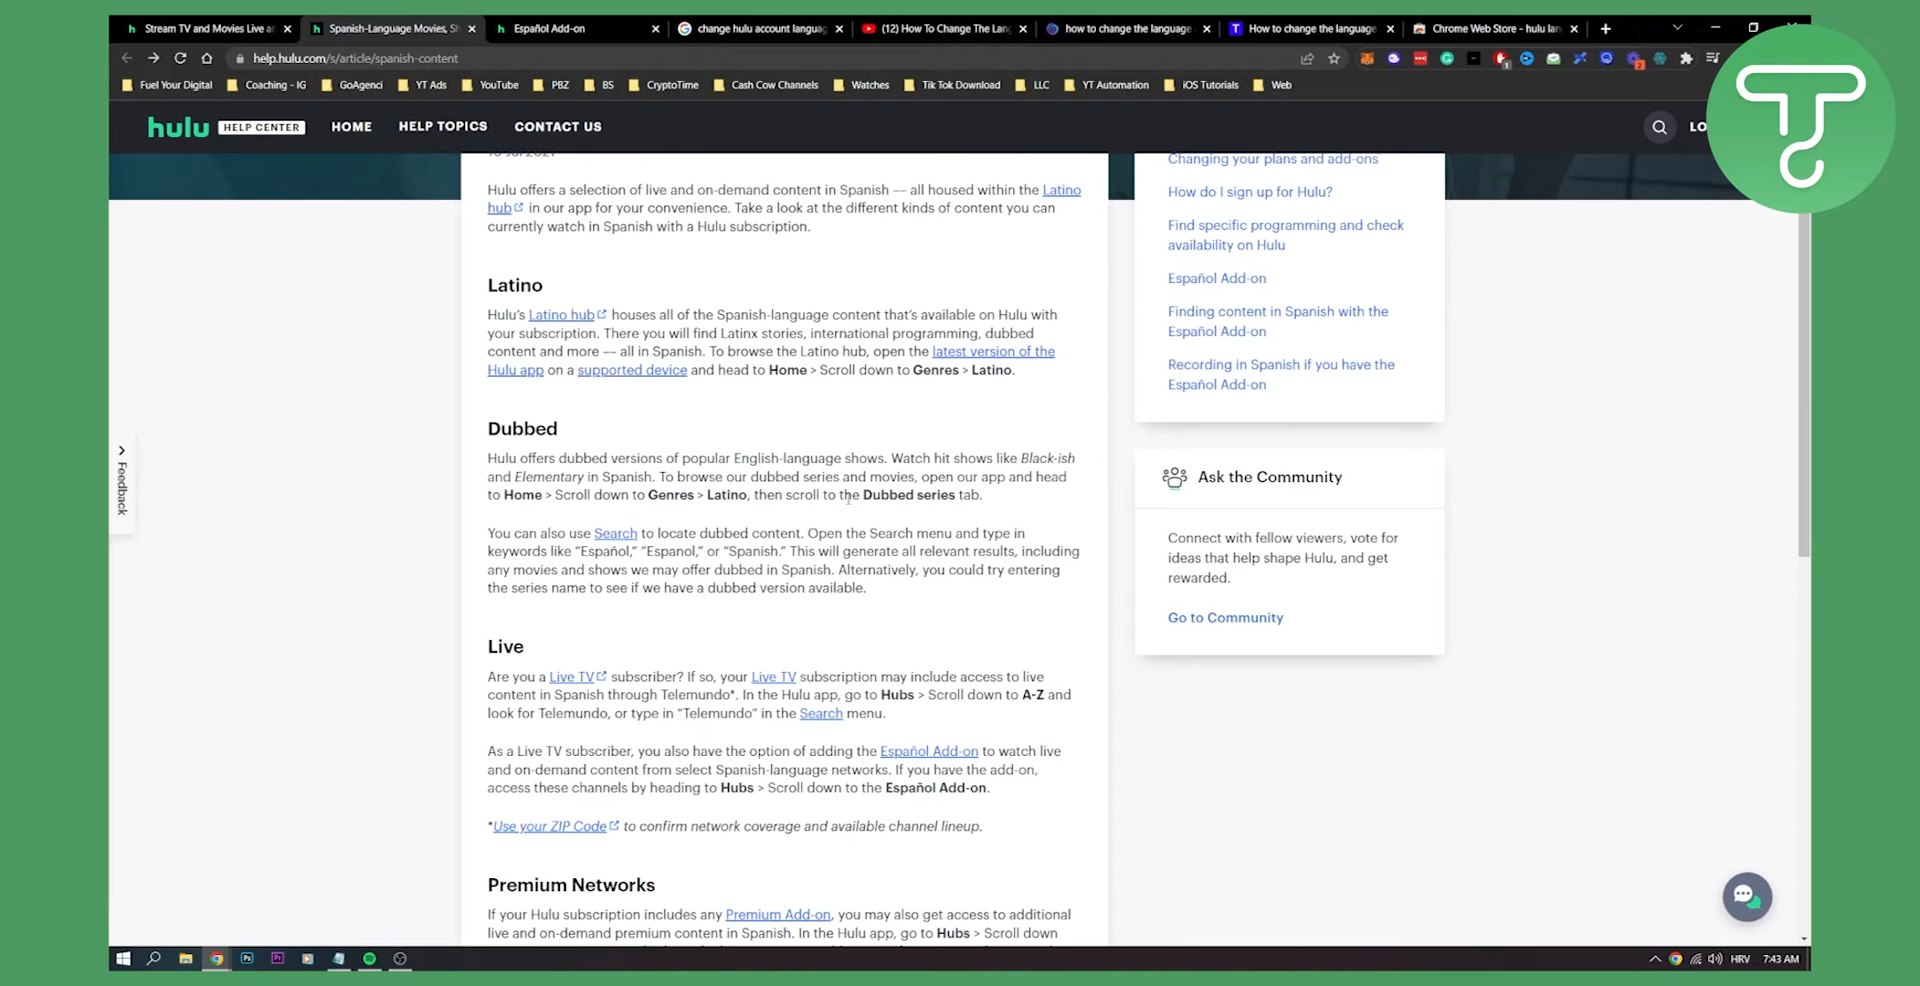 Stream TV and Movies Live an
Spanish-Language Movies, Sh
Español Add-on
change hulu account languag
(12) How To Change The Lang
how to change the language
How to change the language
Chrome Web Store - hulu lan
help.hulu.com/s/article/spanish-content
Fuel Your Digital
Coaching - IG
GoAgenci
YT Ads
YouTube
PBZ
BS
CryptoTime
Cash Cow Channels
Watches
Tik Tok Download
LLC
YT Automation
iOS Tutorials
Web
hulu HELP CENTER
HOME
HELP TOPICS
CONTACT US
LO
Hulu offers a selection of live and on-demand content in Spanish –– all housed within the Latino
hub in our app for your convenience. Take a look at the different kinds of content you can
currently watch in Spanish with a Hulu subscription.
Latino
Hulu's Latino hub houses all of the Spanish-language content that's available on Hulu with
your subscription. There you will find Latinx stories, international programming, dubbed
content and more –– all in Spanish. To browse the Latino hub, open the latest version of the
Hulu app on a supported device and head to Home > Scroll down to Genres > Latino.
Dubbed
Hulu offers dubbed versions of popular English-language shows. Watch hit shows like Black-ish
and Elementary in Spanish. To browse our dubbed series and movies, open our app and head
to Home > Scroll down to Genres > Latino, then scroll to the Dubbed series tab.
You can also use Search to locate dubbed content. Open the Search menu and type in
keywords like “Español,” “Espanol,” or “Spanish.” This will generate all relevant results, including
any movies and shows we may offer dubbed in Spanish. Alternatively, you could try entering
the series name to see if we have a dubbed version available.
Live
Are you a Live TV subscriber? If so, your Live TV subscription may include access to live
content in Spanish through Telemundo*. In the Hulu app, go to Hubs > Scroll down to A-Z and
look for Telemundo, or type in “Telemundo” in the Search menu.
As a Live TV subscriber, you also have the option of adding the Español Add-on to watch live
and on-demand content from select Spanish-language networks. If you have the add-on,
access these channels by heading to Hubs > Scroll down to the Español Add-on.
*Use your ZIP Code to confirm network coverage and available channel lineup.
Premium Networks
If your Hulu subscription includes any Premium Add-on, you may also get access to additional
live and on-demand premium content in Spanish. In the Hulu app, go to Hubs > Scroll down
Changing your plans and add-ons
How do I sign up for Hulu?
Find specific programming and check
availability on Hulu
Español Add-on
Finding content in Spanish with the
Español Add-on
Recording in Spanish if you have the
Español Add-on
Ask the Community
Connect with fellow viewers, vote for
ideas that help shape Hulu, and get
rewarded.
Go to Community
Feedback
HRV
7:43 AM